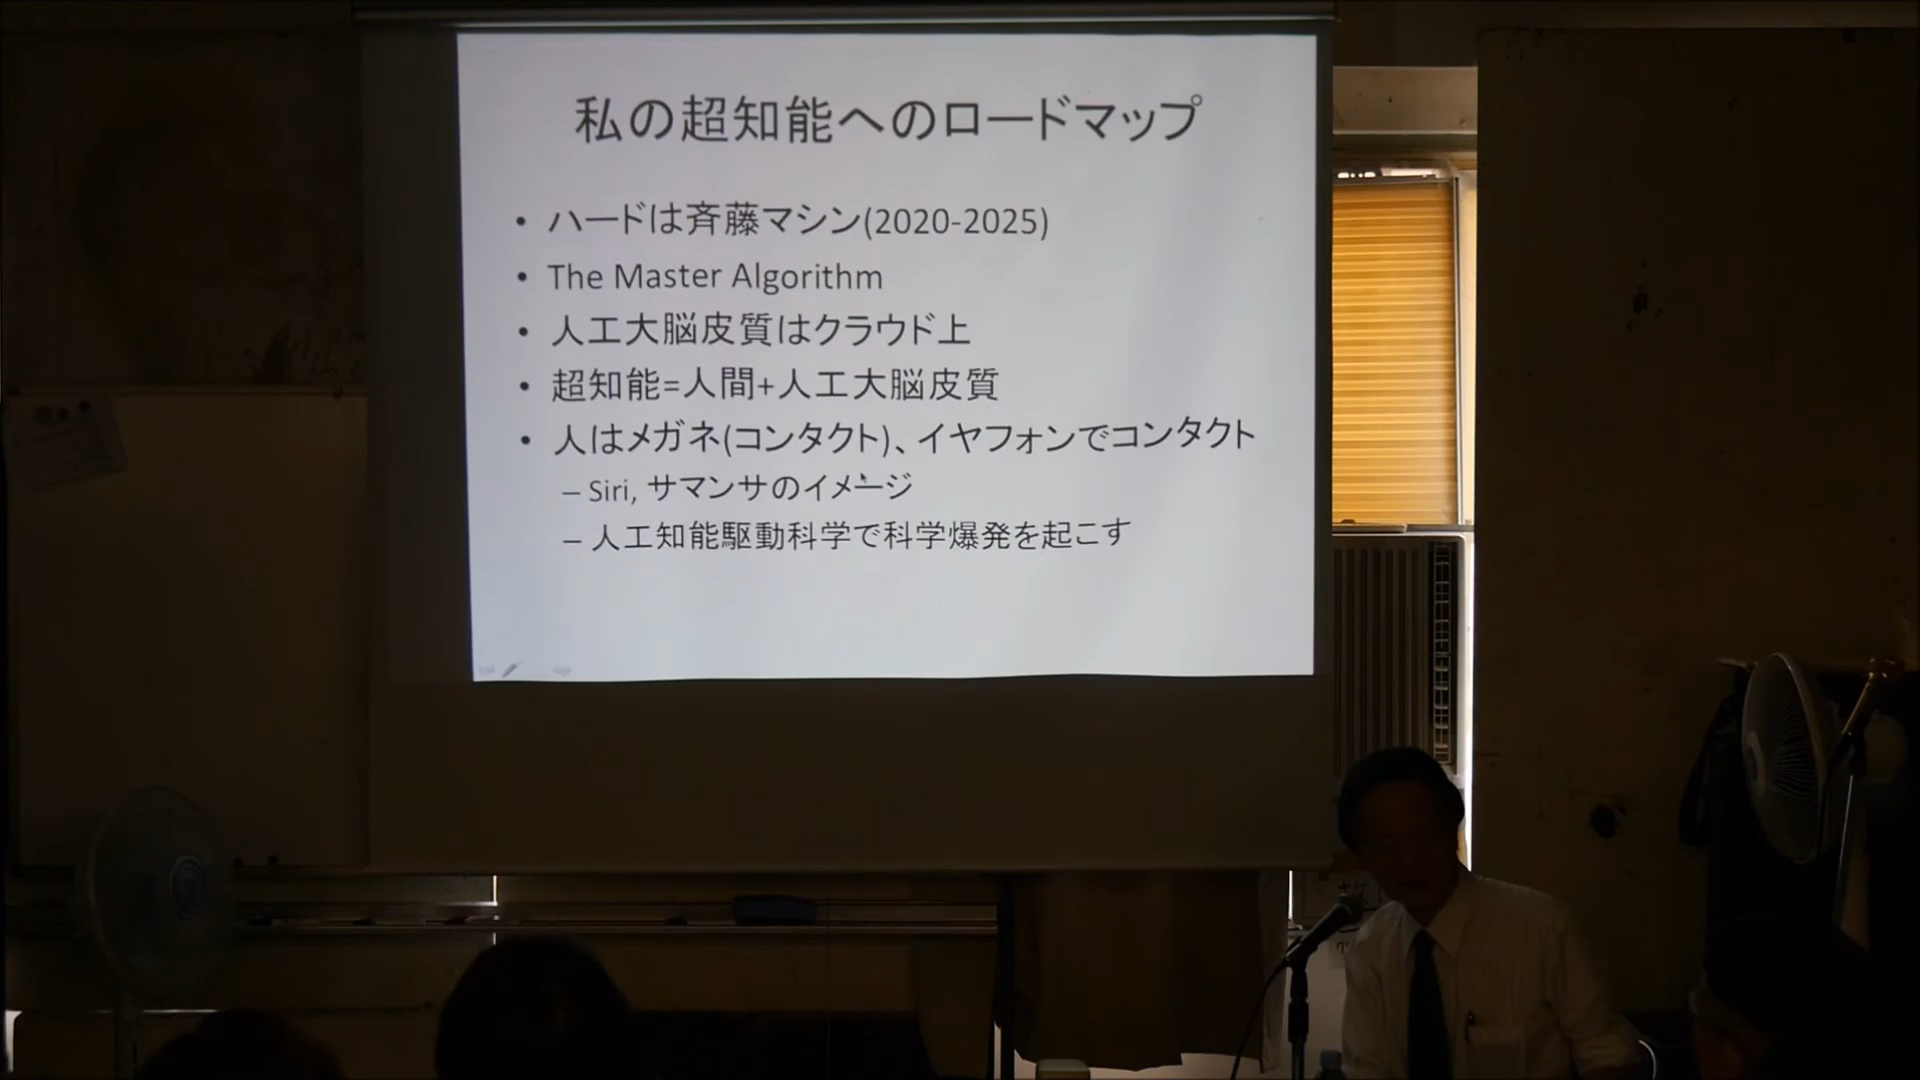 私の超知能へのロードマップ
• ハードは斉藤マシン(2020-2025)
• The Master Algorithm
• 人工大脳皮質はクラウド上
• 超知能=人間+人工大脳皮質
• 人はメガネ(コンタクト)、イヤフォンでコンタクト
– Siri, サマンサのイメージ
– 人工知能駆動科学で科学爆発を起こす